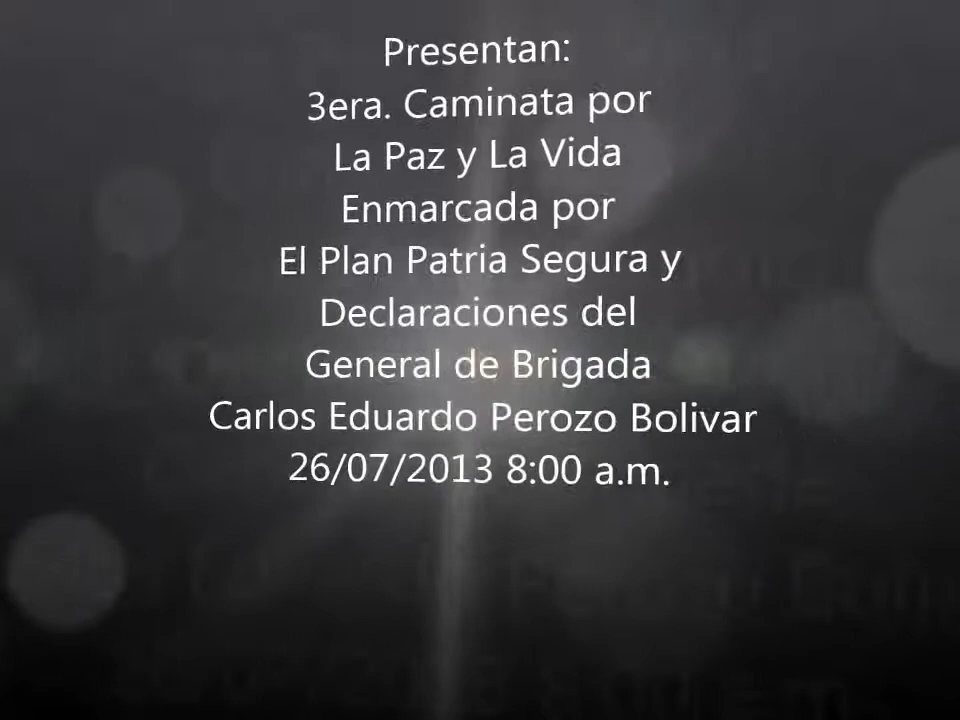 Presentan:
3era. Caminata por
La Paz y La Vida
Enmarcada por
El Plan Patria Segura y
Declaraciones del
General de Brigada
Carlos Eduardo Perozo Bolivar
26/07/2013 8:00 a.m.